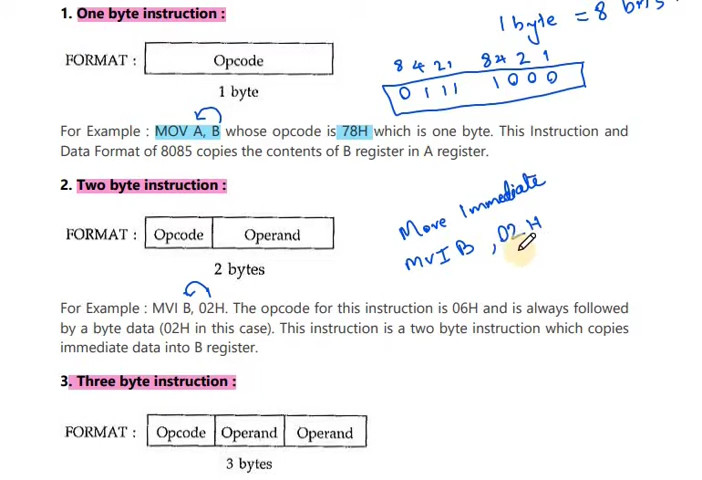 1. One byte instruction :
1 byte = 8 bits
FORMAT : Opcode
1 byte
8 4 2 1 8 4 2 1
0 1 1 1 1 0 0 0
For Example : MOV A, B whose opcode is 78H which is one byte. This Instruction and
Data Format of 8085 copies the contents of B register in A register.
2. Two byte instruction :
Move Immediate
MVI B , 02 H
FORMAT : Opcode Operand
2 bytes
For Example : MVI B, 02H. The opcode for this instruction is 06H and is always followed
by a byte data (02H in this case). This instruction is a two byte instruction which copies
immediate data into B register.
3. Three byte instruction :
FORMAT : Opcode Operand Operand
3 bytes